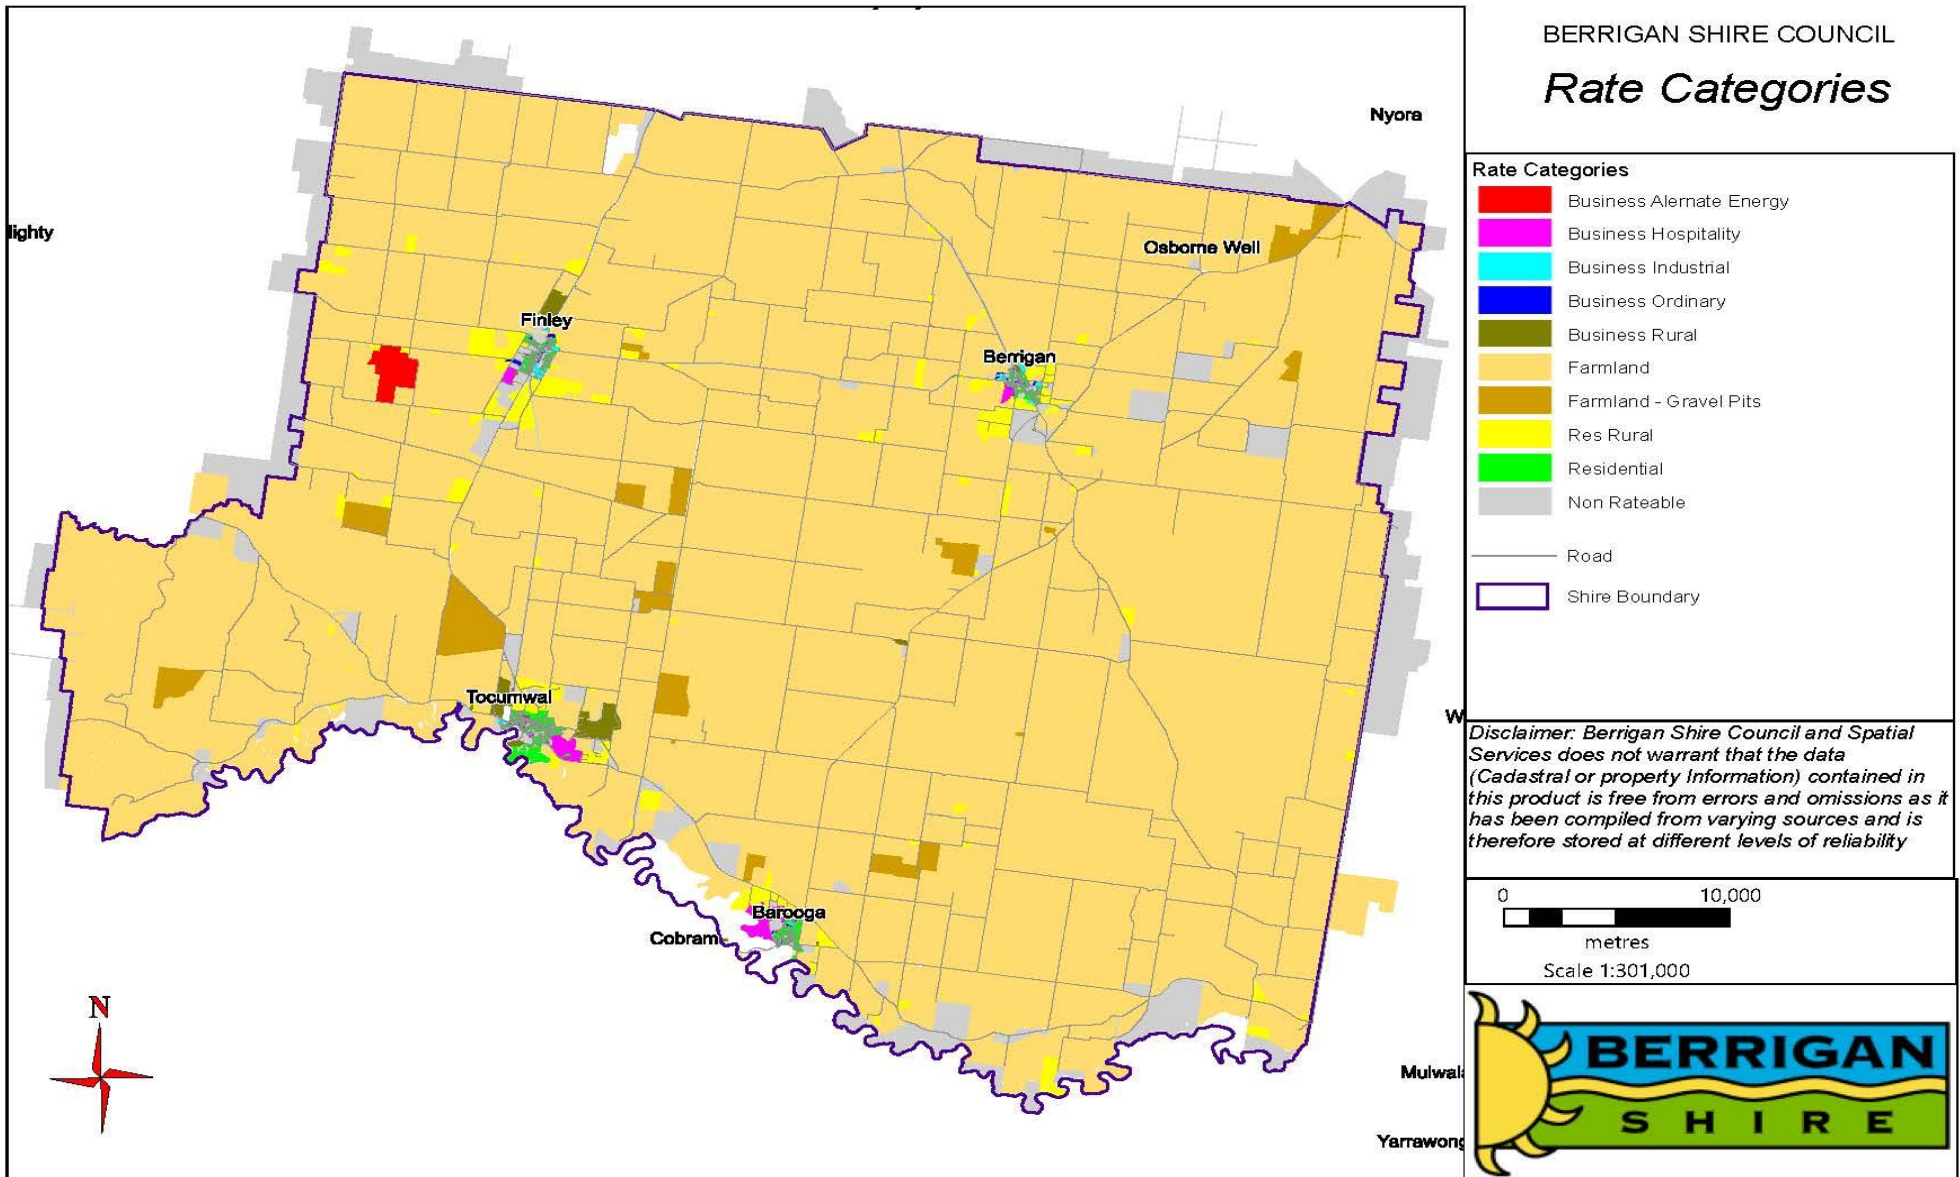 BERRIGAN SHIRE COUNCIL
Rate Categories
Nyora
lighty
Osborne Well
Finley
Berrigan
Tocumwal
W
Barooga
Cobram
Mulwala
Yarrawong
N
Rate Categories
Business Alernate Energy
Business Hospitality
Business Industrial
Business Ordinary
Business Rural
Farmland
Farmland - Gravel Pits
Res Rural
Residential
Non Rateable
Road
Shire Boundary
Disclaimer: Berrigan Shire Council and Spatial
Services does not warrant that the data
(Cadastral or property Information) contained in
this product is free from errors and omissions as it
has been compiled from varying sources and is
therefore stored at different levels of reliability
0 10,000
metres
Scale 1:301,000
BERRIGAN
SHIRE